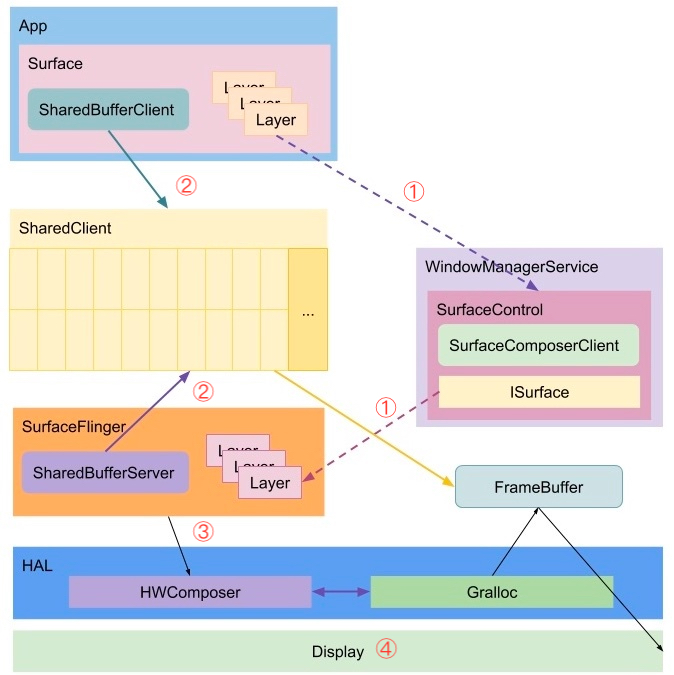 App
Surface
SharedBufferClient
Layer
Layer
Layer
②
①
SharedClient
...
WindowManagerService
SurfaceControl
SurfaceComposerClient
ISurface
②
①
SurfaceFlinger
SharedBufferServer
Layer
Layer
Layer
FrameBuffer
③
HAL
HWComposer
Gralloc
Display ④